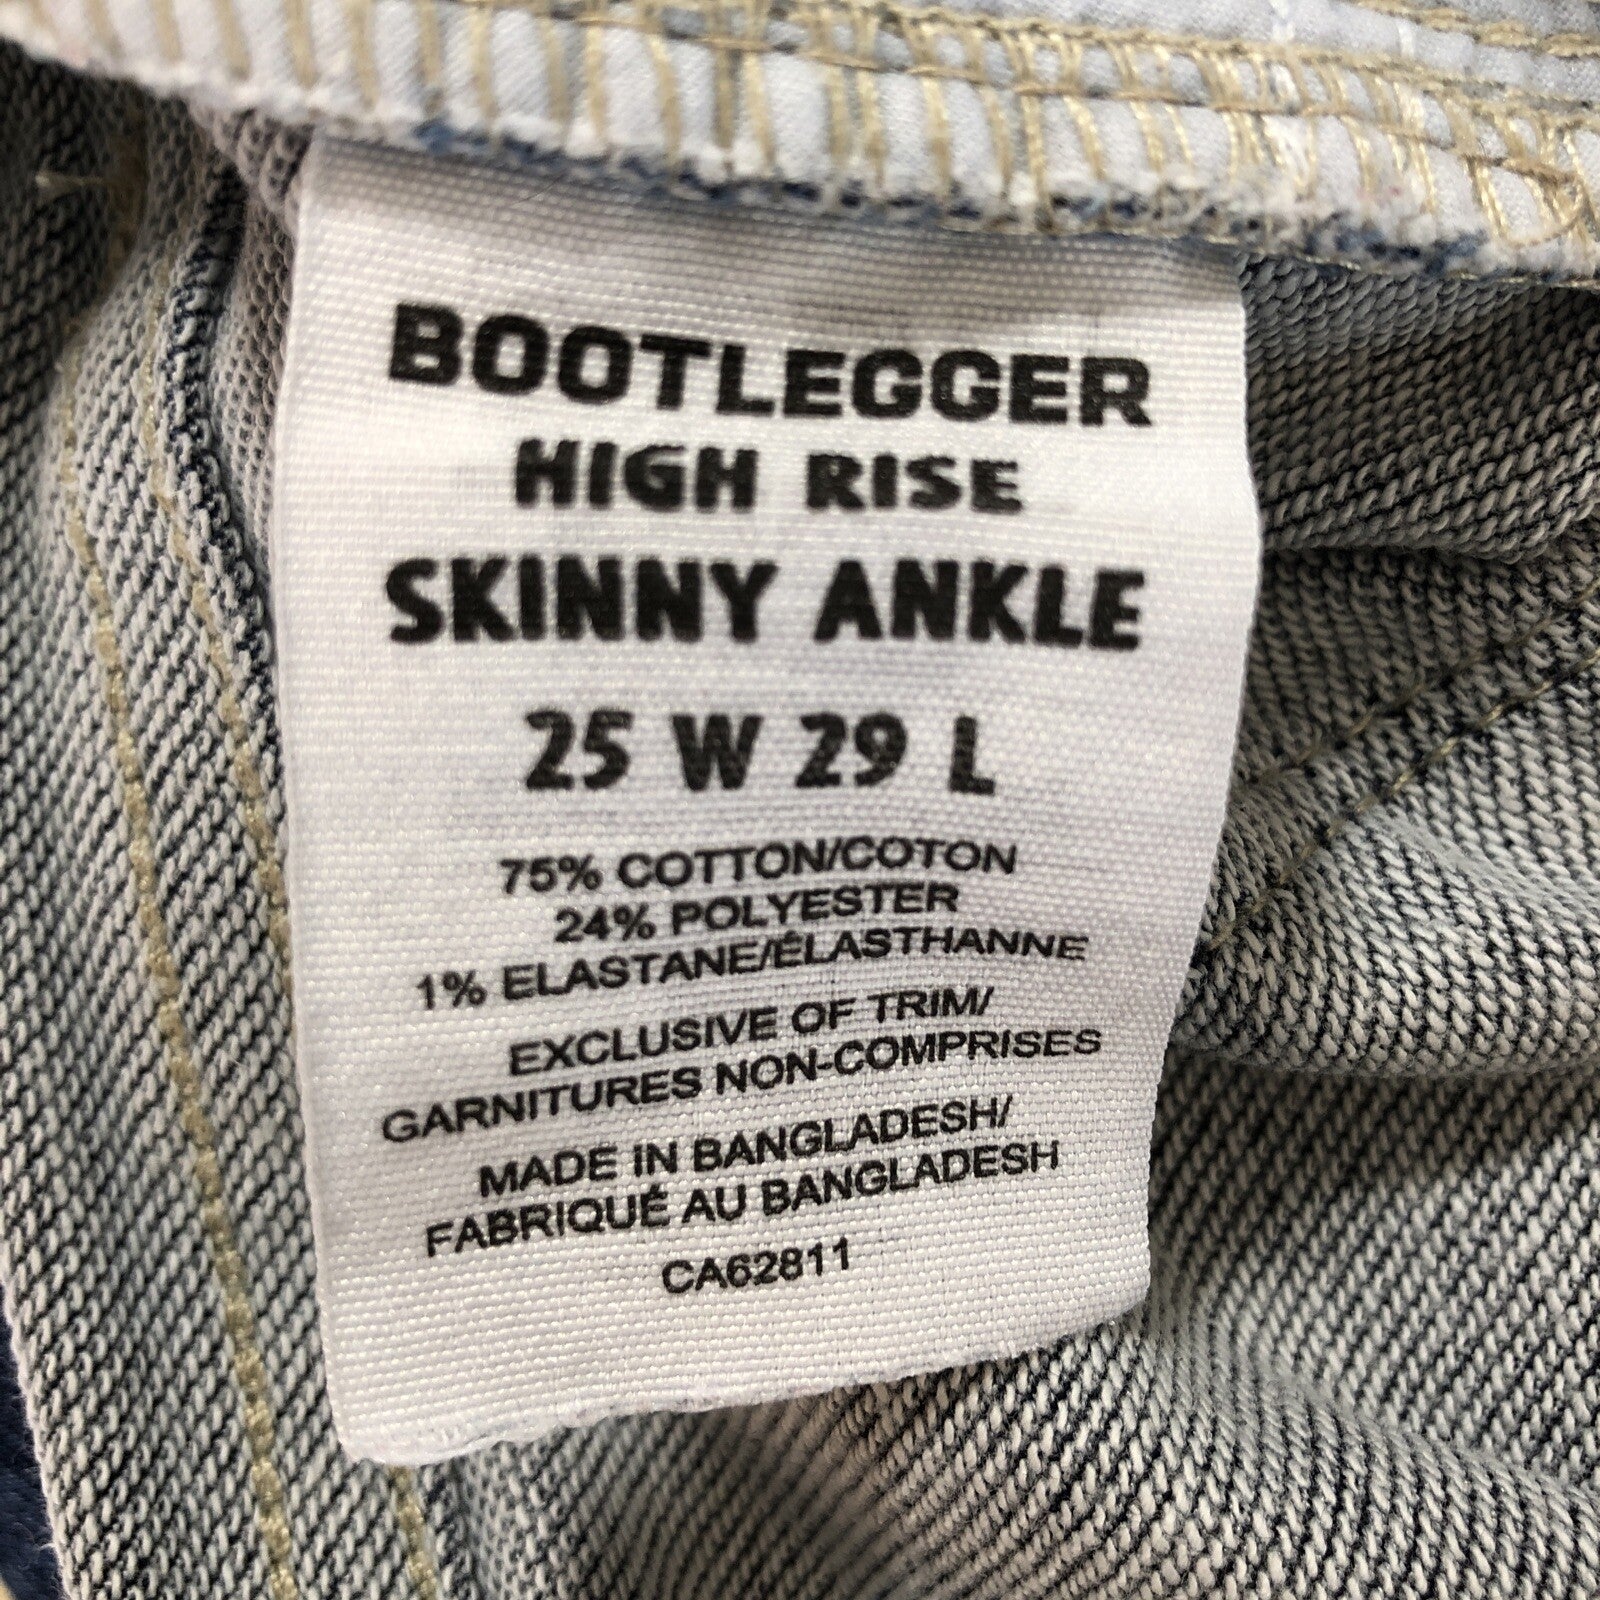 BOOTLEGGER
HIGH RISE
SKINNY ANKLE
25 W 29 L
75% COTTON/COTON
24% POLYESTER
1% ELASTANE/ÉLASTHANNE
EXCLUSIVE OF TRIM/
GARNITURES NON-COMPRISES
MADE IN BANGLADESH/
FABRIQUÉ AU BANGLADESH
CA62811